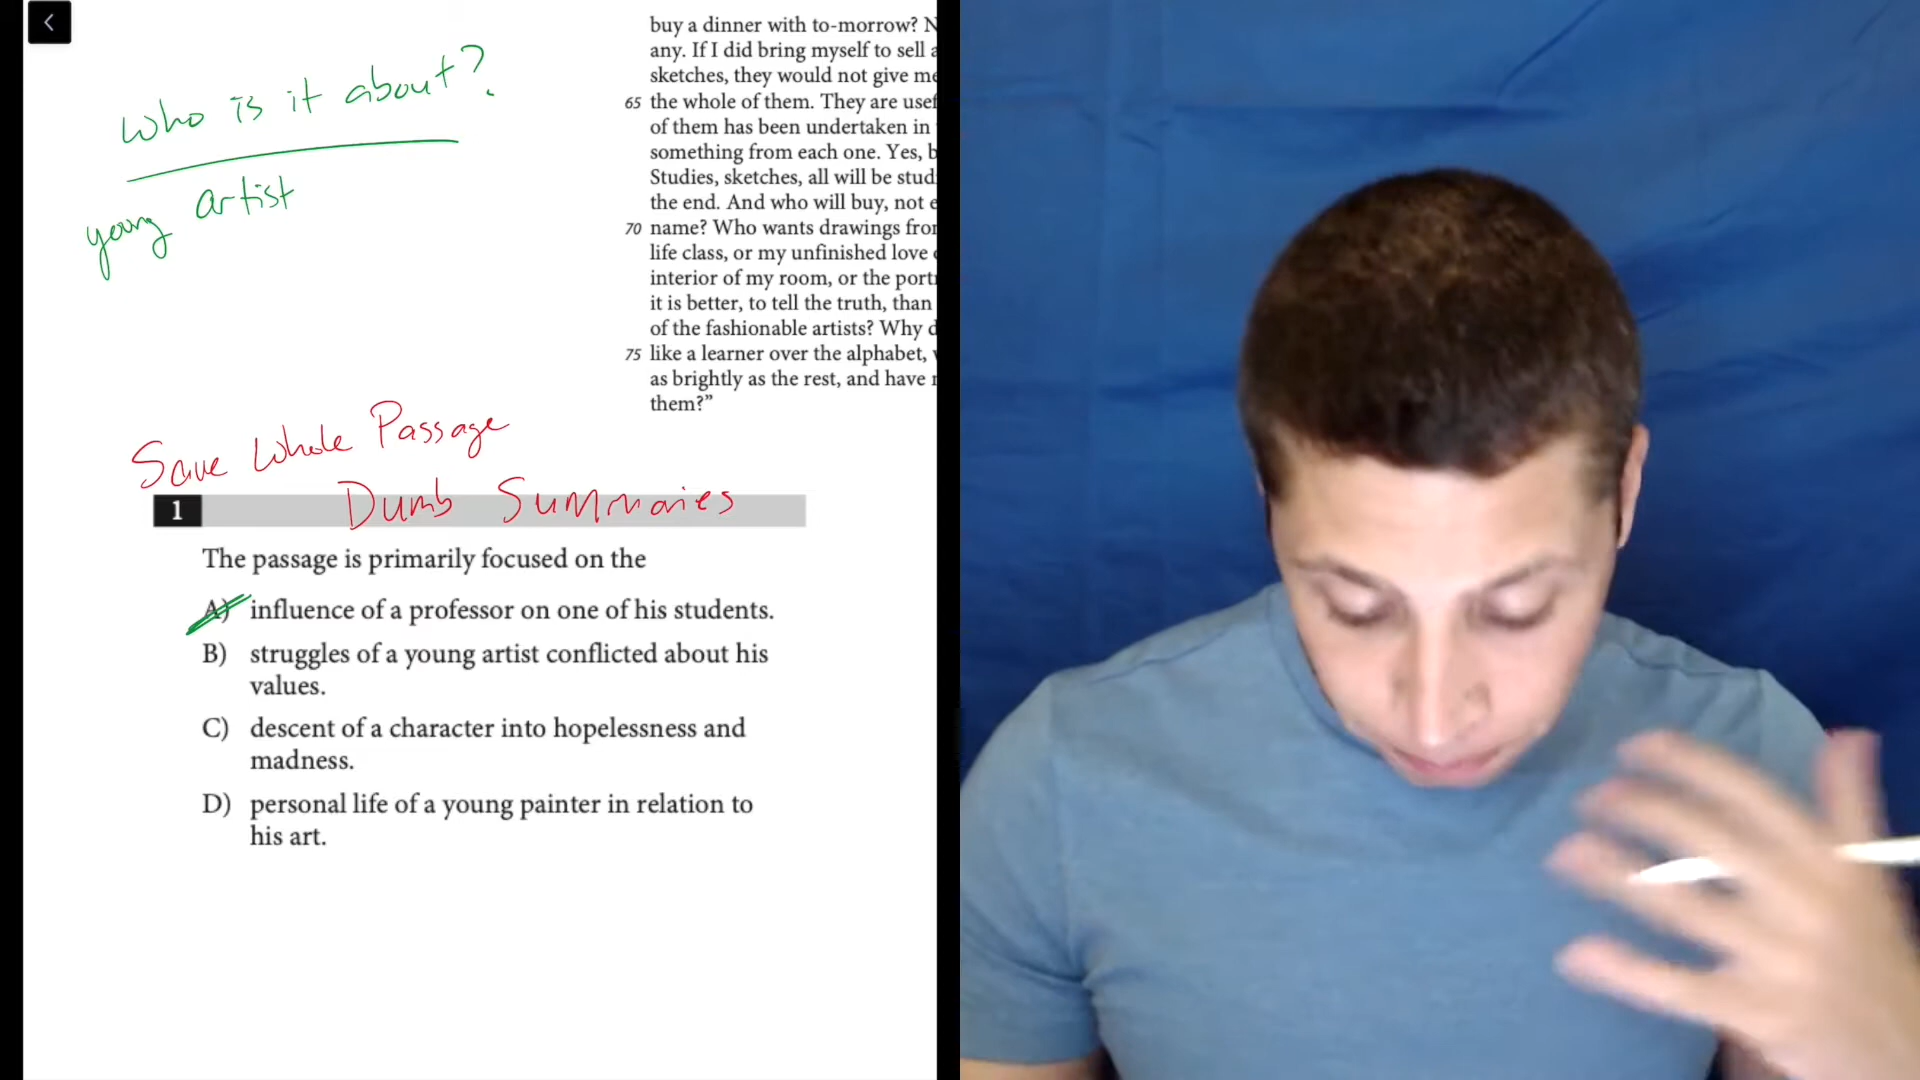 Who is it about?
young artist
buy a dinner with to-morrow? N
any. If I did bring myself to sell a
sketches, they would not give me
65 the whole of them. They are usef
of them has been undertaken in
something from each one. Yes, b
Studies, sketches, all will be stud
the end. And who will buy, not e
70 name? Who wants drawings from
life class, or my unfinished love
interior of my room, or the portr
it is better, to tell the truth, than
of the fashionable artists? Why d
75 like a learner over the alphabet,
as brightly as the rest, and have
them?"
Save Whole Passage
Dumb Summaries
1
The passage is primarily focused on the
A) influence of a professor on one of his students.
B) struggles of a young artist conflicted about his
values.
C) descent of a character into hopelessness and
madness.
D) personal life of a young painter in relation to
his art.